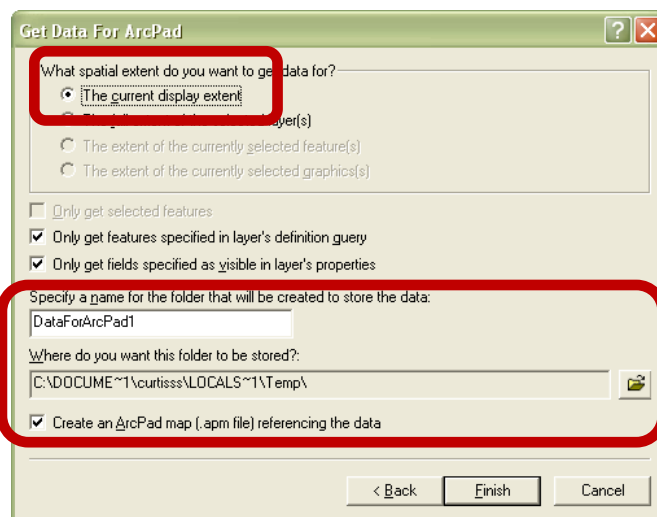 Get Data For ArcPad
What spatial extent do you want to get data for?
The current display extent
layer(s)
The extent of the currently selected feature(s)
The extent of the currently selected graphics(s)
Only get selected features
Only get features specified in layer's definition query
Only get fields specified as visible in layer's properties
Specify a name for the folder that will be created to store the data:
DataForArcPad1
Where do you want this folder to be stored?:
C:\DOCUME~1\curtisss\LOCALS~1\Temp\
Create an ArcPad map (.apm file) referencing the data
< Back
Finish
Cancel